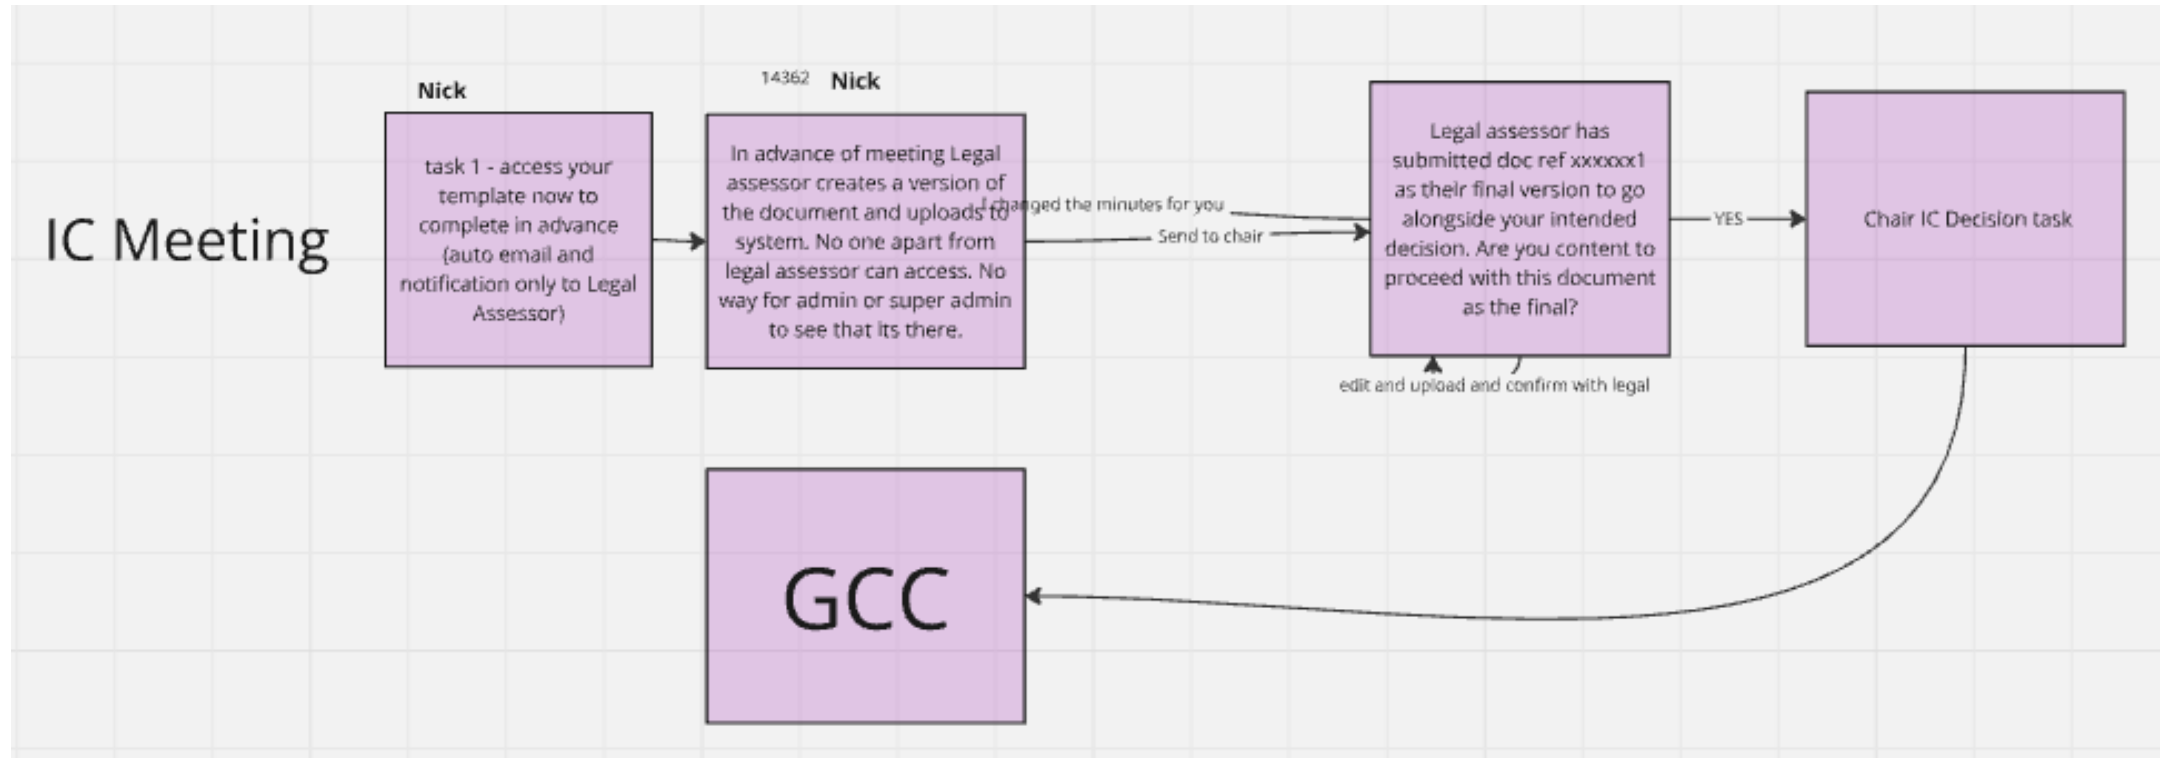 IC Meeting
Nick
task 1 - access your
template now to
complete in advance
(auto email and
notification only to Legal
Assessor)
14362
Nick
In advance of meeting Legal
assessor creates a version of
the document and uploads to
system. No one apart from
legal assessor can access. No
way for admin or super admin
to see that its there.
I changed the minutes for you
Send to chair
Legal assessor has
submitted doc ref xxxxxx1
as their final version to go
alongside your intended
decision. Are you content to
proceed with this document
as the final?
edit and upload and confirm with legal
YES
Chair IC Decision task
GCC